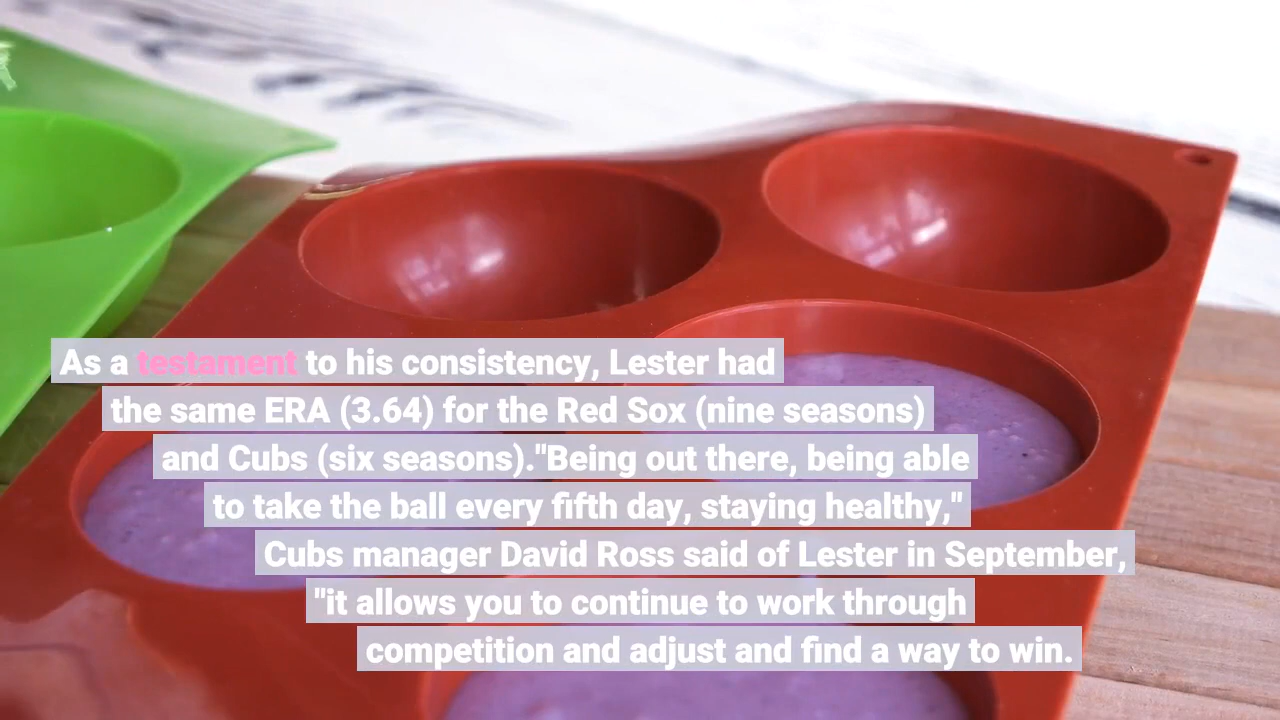 As a testament to his consistency, Lester had
the same ERA (3.64) for the Red Sox (nine seasons)
and Cubs (six seasons)."Being out there, being able
to take the ball every fifth day, staying healthy,"
Cubs manager David Ross said of Lester in September,
"it allows you to continue to work through
competition and adjust and find a way to win.